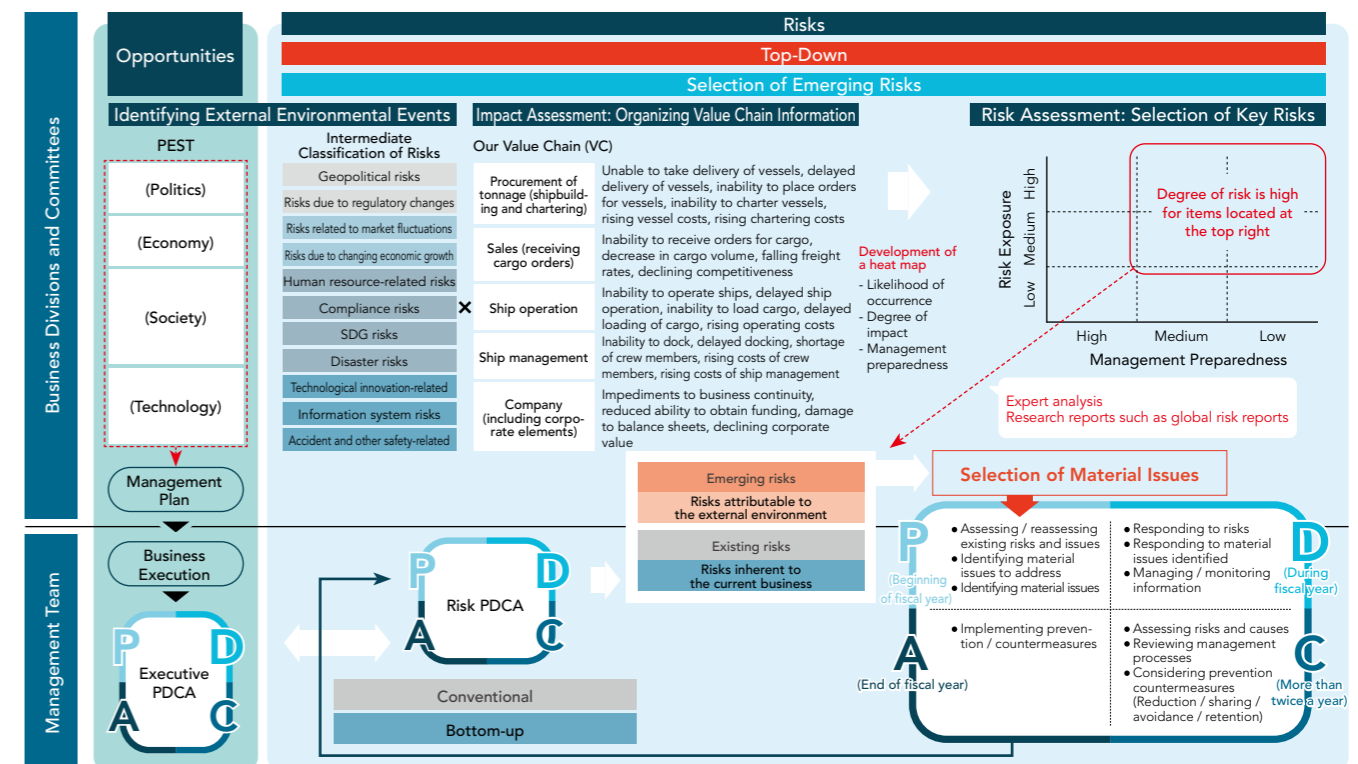 Business Divisions and Committees
Management Team
Opportunities
Risks
Top-Down
Selection of Emerging Risks
Identifying External Environmental Events
Impact Assessment: Organizing Value Chain Information
Risk Assessment: Selection of Key Risks
PEST
(Politics)
(Economy)
(Society)
(Technology)
Management
Plan
Business
Execution
P
D
Executive
PDCA
A
C
Intermediate
Classification of Risks
Geopolitical risks
Risks due to regulatory changes
Risks related to market fluctuations
Risks due to changing economic growth
Human resource-related risks
Compliance risks
SDG risks
Disaster risks
Technological innovation-related
Information system risks
Accident and other safety-related
×
Our Value Chain (VC)
Procurement of
tonnage (shipbuild-
ing and chartering)
Unable to take delivery of vessels, delayed
delivery of vessels, inability to place orders
for vessels, inability to charter vessels,
rising vessel costs, rising chartering costs
Sales (receiving
cargo orders)
Inability to receive orders for cargo,
decrease in cargo volume, falling freight
rates, declining competitiveness
Ship operation
Inability to operate ships, delayed ship
operation, inability to load cargo, delayed
loading of cargo, rising operating costs
Ship management
Inability to dock, delayed docking, shortage
of crew members, rising costs of crew
members, rising costs of ship management
Company
(including corpo-
rate elements)
Impediments to business continuity,
reduced ability to obtain funding, damage
to balance sheets, declining corporate
value
Development of
a heat map
- Likelihood of
occurrence
- Degree of
impact
- Management
preparedness
Risk Exposure
High
Medium
Low
Degree of risk is high
for items located at
the top right
High
Medium
Low
Management Preparedness
Expert analysis
Research reports such as global risk reports
Emerging risks
Risks attributable to
the external environment
Existing risks
Risks inherent to
the current business
P
D
Risk PDCA
A
C
Conventional
Bottom-up
Selection of Material Issues
P
(Beginning
of fiscal year)
● Assessing / reassessing
existing risks and issues
● Identifying material
issues to address
● Identifying material issues
● Responding to risks
● Responding to material
issues identified
● Managing / monitoring
information
D
(During
fiscal year)
A
(End of fiscal year)
● Implementing preven-
tion / countermeasures
● Assessing risks and causes
● Reviewing management
processes
● Considering prevention
countermeasures
(Reduction / sharing /
avoidance / retention)
C
(More than
twice a year)